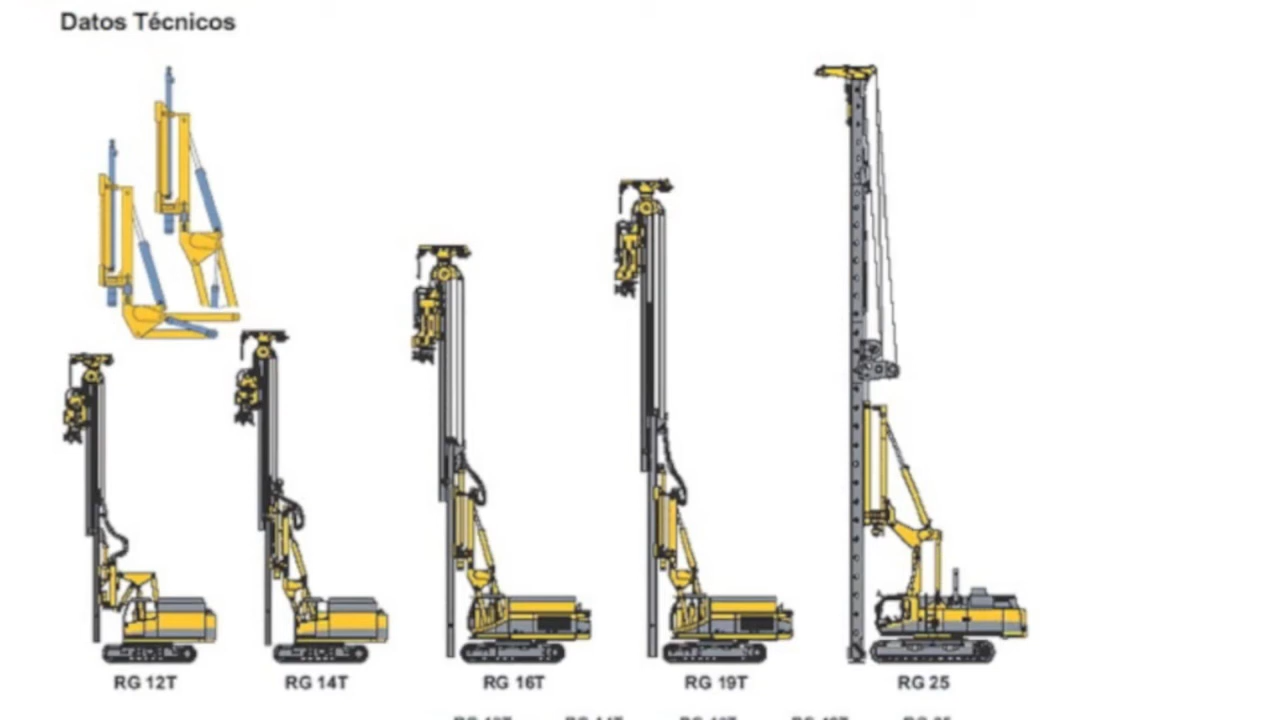 Datos Técnicos
RG 12T
RG 14T
RG 16T
RG 19T
RG 25